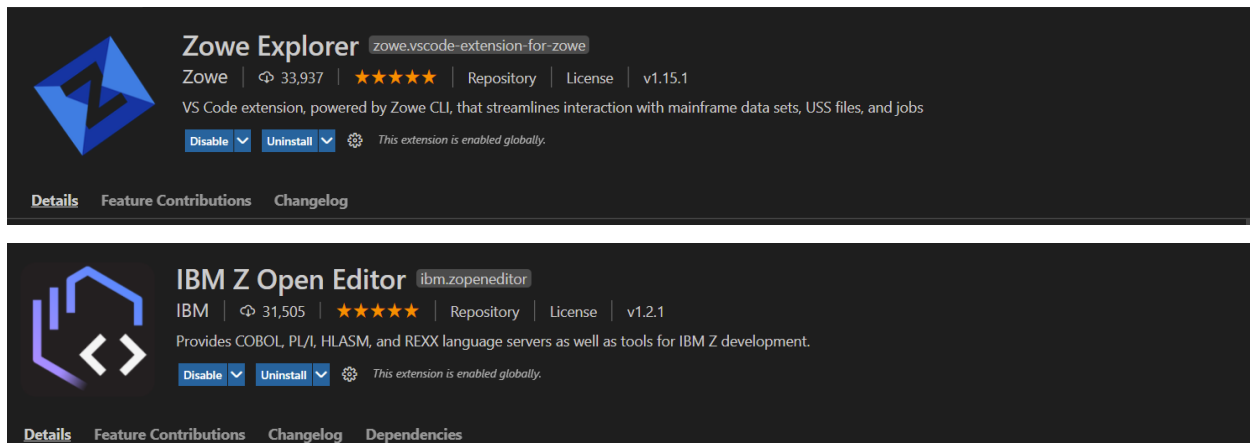 Zowe Explorer zowe.vscode-extension-for-zowe
Zowe 33,937 Repository License v1.15.1
VS Code extension, powered by Zowe CLI, that streamlines interaction with mainframe data sets, USS files, and jobs
Disable Uninstall This extension is enabled globally.
Details Feature Contributions Changelog
IBM Z Open Editor ibm.zopeneditor
IBM 31,505 Repository License v1.2.1
Provides COBOL, PL/I, HLASM, and REXX language servers as well as tools for IBM Z development.
Disable Uninstall This extension is enabled globally.
Details Feature Contributions Changelog Dependencies